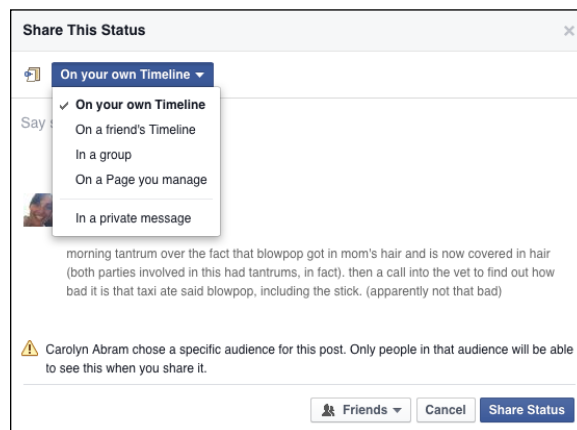 Share This Status
On your own Timeline
On your own Timeline
Say
On a friend's Timeline
In a group
On a Page you manage
In a private message
morning tantrum over the fact that blowpop got in mom's hair and is now covered in hair
(both parties involved in this had tantrums, in fact). then a call into the vet to find out how
bad it is that taxi ate said blowpop, including the stick. (apparently not that bad)
Carolyn Abram chose a specific audience for this post. Only people in that audience will be able
to see this when you share it.
Friends Cancel Share Status